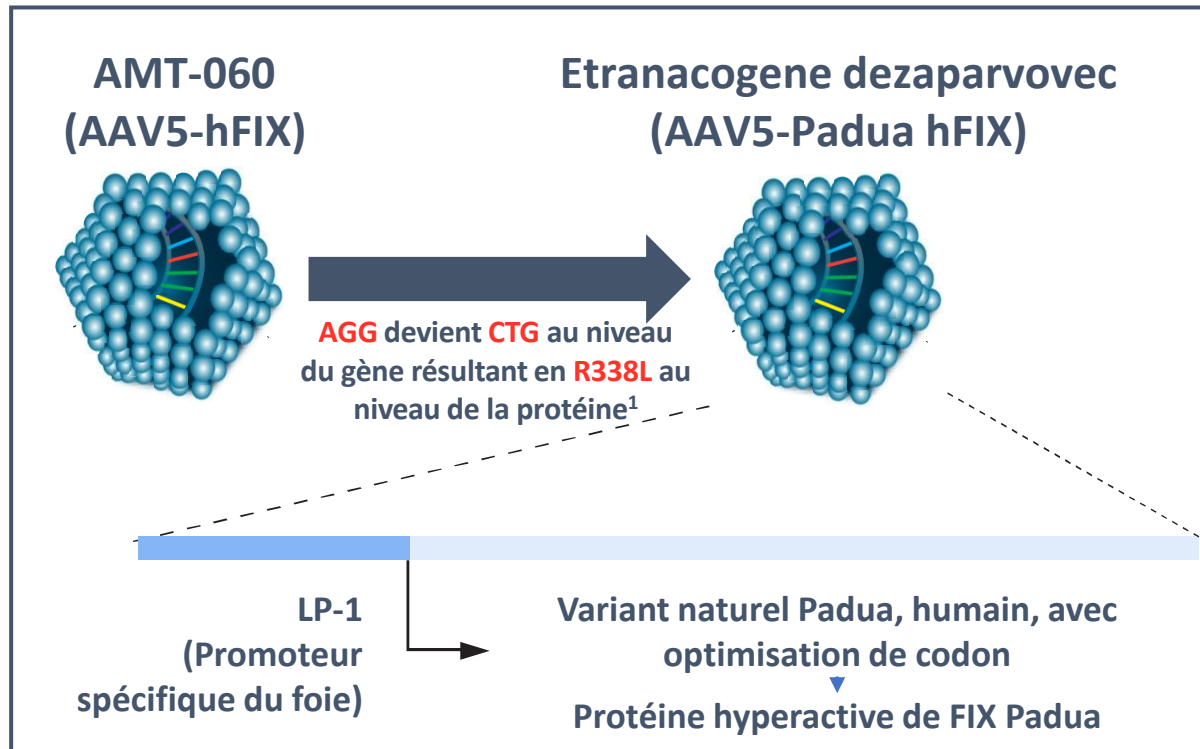 AMT-060
(AAV5-hFIX)
Etranacogene dezaparvovec
(AAV5-Padua hFIX)
AGG devient CTG au niveau
du gène résultant en R338L au
niveau de la protéine¹
LP-1
(Promoteur
spécifique du foie)
Variant naturel Padua, humain, avec
optimisation de codon
Protéine hyperactive de FIX Padua